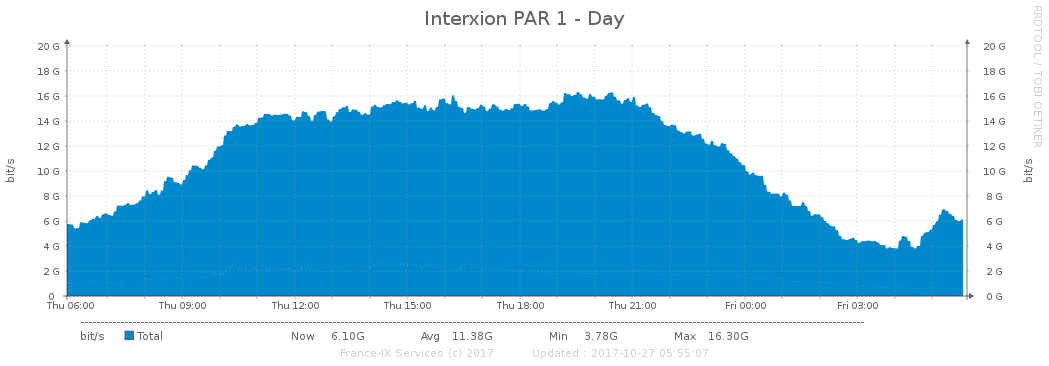 Interxion PAR 1 - Day
RRDTOOL / TOBI OETIKER
20 G 20 G
18 G 18 G
16 G 16 G
14 G 14 G
12 G 12 G
10 G 10 G
8 G 8 G
6 G 6 G
4 G 4 G
2 G 2 G
0 0 G
bit/s
bit/s
Thu 06:00 Thu 09:00 Thu 12:00 Thu 15:00 Thu 18:00 Thu 21:00 Fri 00:00 Fri 03:00
bit/s Total Now 6.10G Avg 11.38G Min 3.78G Max 16.30G
France-IX Services (c) 2017 Updated : 2017-10-27 05:55:07